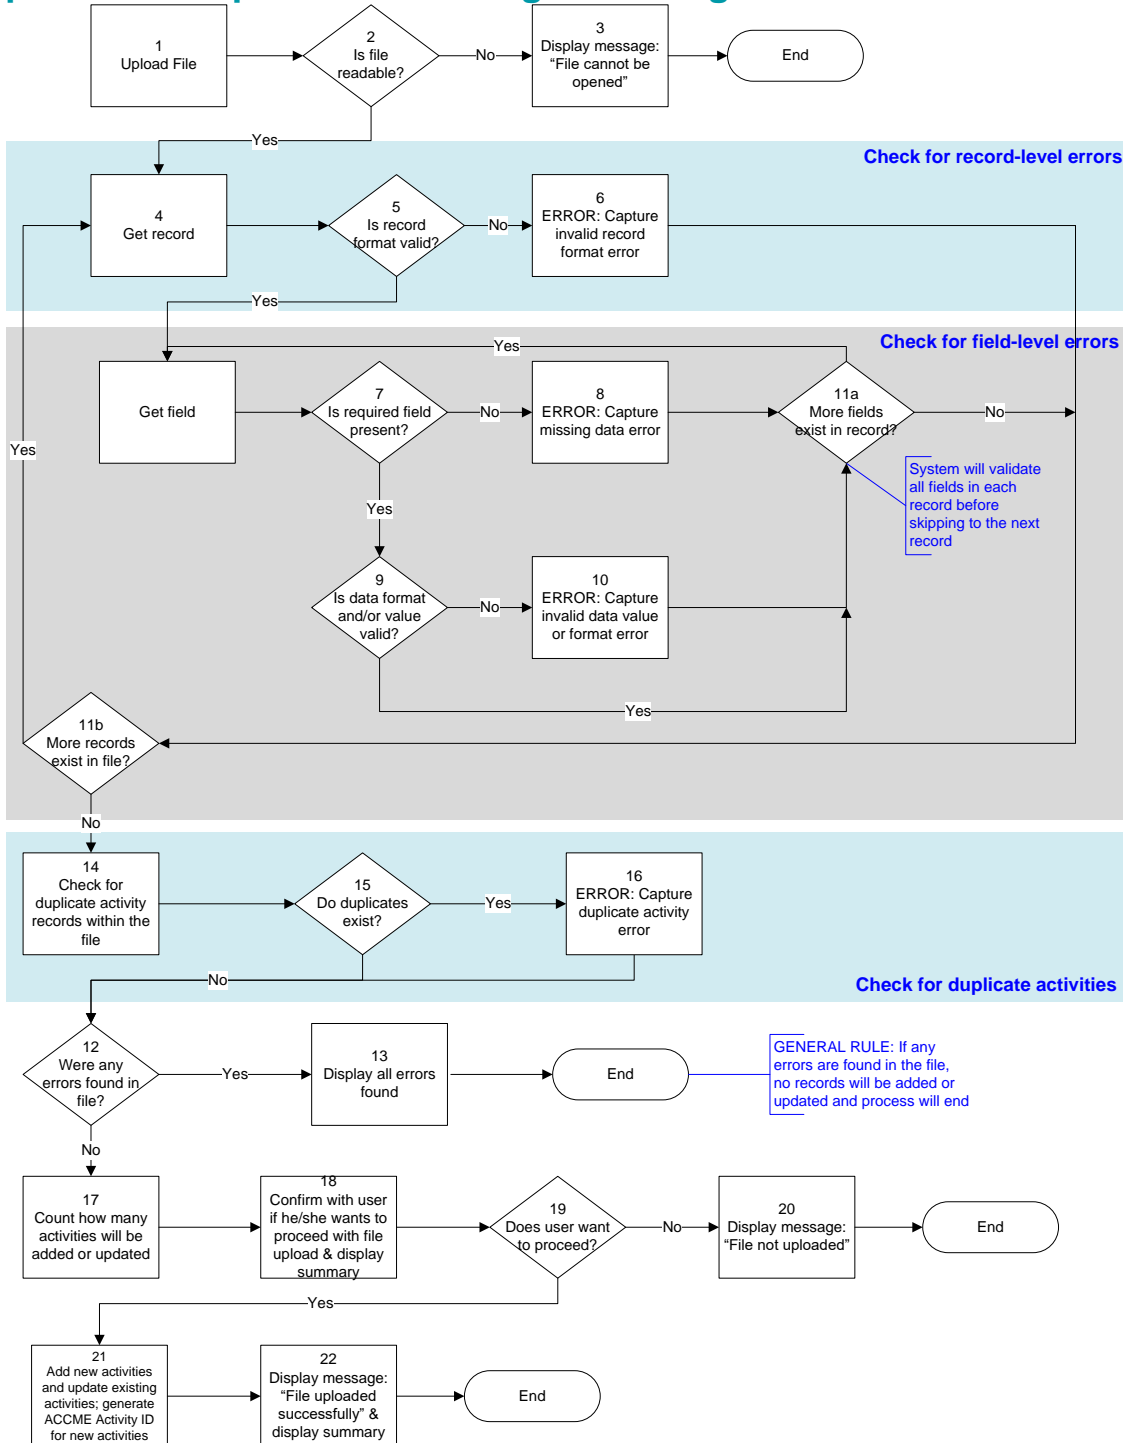 1
Upload File
2
Is file
readable?
No
3
Display message:
“File cannot be
opened”
End
Yes
Check for record-level errors
4
Get record
5
Is record
format valid?
No
6
ERROR: Capture
invalid record
format error
Yes
Check for field-level errors
Yes
Get field
7
Is required field
present?
No
8
ERROR: Capture
missing data error
11a
More fields
exist in record?
No
Yes
System will validate
all fields in each
record before
skipping to the next
record
Yes
9
Is data format
and/or value
valid?
No
10
ERROR: Capture
invalid data value
or format error
Yes
11b
More records
exist in file?
No
14
Check for
duplicate activity
records within the
file
15
Do duplicates
exist?
Yes
16
ERROR: Capture
duplicate activity
error
No
Check for duplicate activities
12
Were any
errors found in
file?
Yes
13
Display all errors
found
End
GENERAL RULE: If any
errors are found in the file,
no records will be added or
updated and process will end
No
17
Count how many
activities will be
added or updated
18
Confirm with user
if he/she wants to
proceed with file
upload & display
summary
19
Does user want
to proceed?
No
20
Display message:
“File not uploaded”
End
Yes
21
Add new activities
and update existing
activities; generate
ACCME Activity ID
for new activities
22
Display message:
“File uploaded
successfully” &
display summary
End